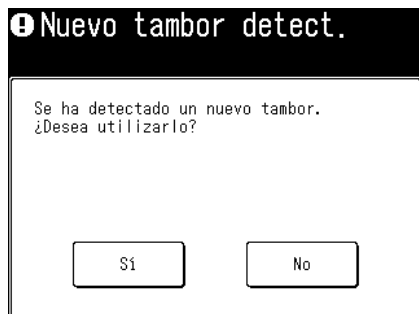 Nuevo tambor detect.
Se ha detectado un nuevo tambor.
¿Desea utilizarlo?
Sí
No